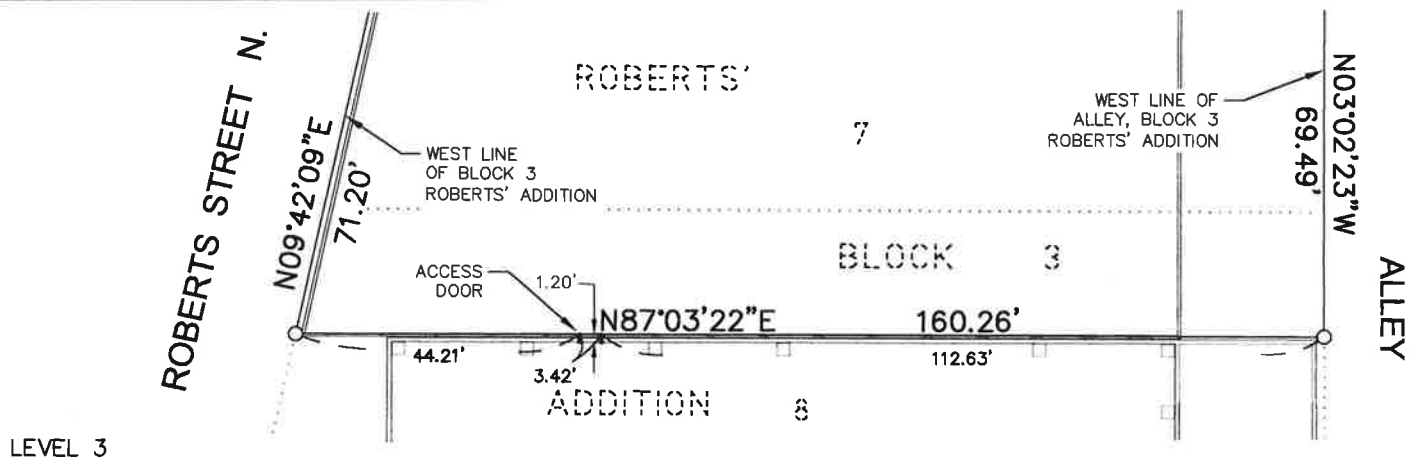 ROBERTS STREET N.
N09°42'09"E
71.20'
WEST LINE
OF BLOCK 3
ROBERTS' ADDITION
ROBERTS'
7
WEST LINE OF
ALLEY, BLOCK 3
ROBERTS' ADDITION
N03°02'23"W
69.49'
ALLEY
BLOCK 3
ACCESS
DOOR
1.20'
N87°03'22"E 160.26'
44.21'
3.42'
112.63'
ADDITION 8
LEVEL 3